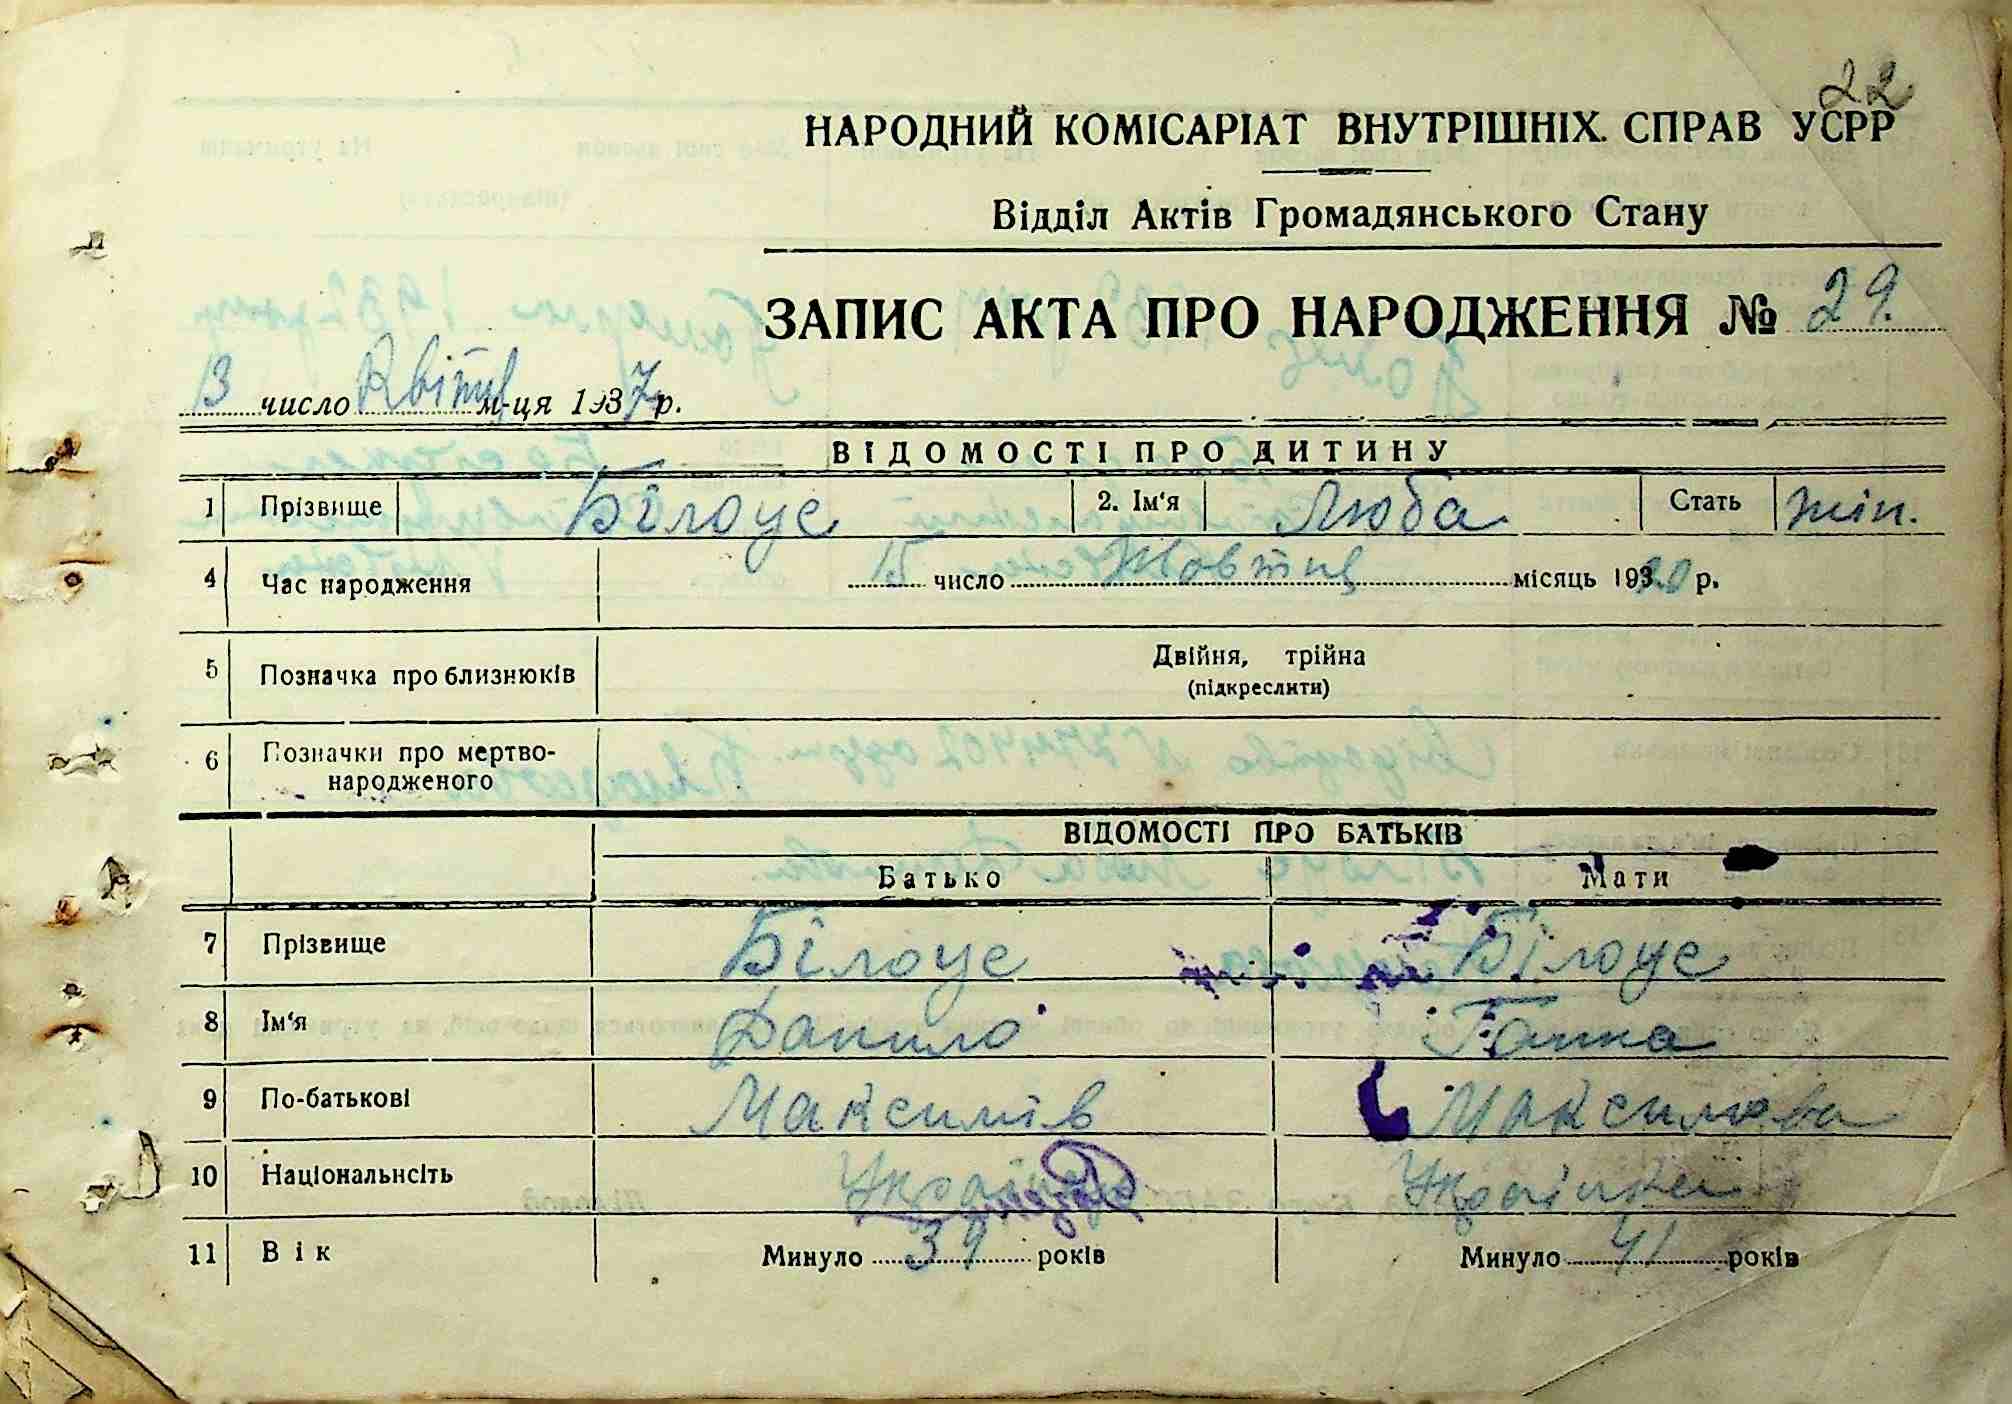 22
НАРОДНИЙ КОМІСАРІАТ ВНУТРІШНІХ. СПРАВ УСРР
Відділ Актів Громадянського Стану
ЗАПИС АКТА ПРО НАРОДЖЕННЯ № 29.
13 число Квітня м-ця 1937 р.
ВІДОМОСТІ ПРО ДИТИНУ
1 Прізвище Білоус 2. Ім'я Люба Стать жін.
4 Час народження 15 число Жовтня місяць 1920 р.
5 Позначка про близнюків Двійня, трійна
(підкреслити)
6 Позначки про мертво-
народженого
ВІДОМОСТІ ПРО БАТЬКІВ
Батько Мати
7 Прізвище Білоус Білоус
8 Ім'я Данило Ганна
9 По-батькові Максимів Максимова
10 Національнсіть Українка
11 Вік Минуло 39 років Минуло 41 років